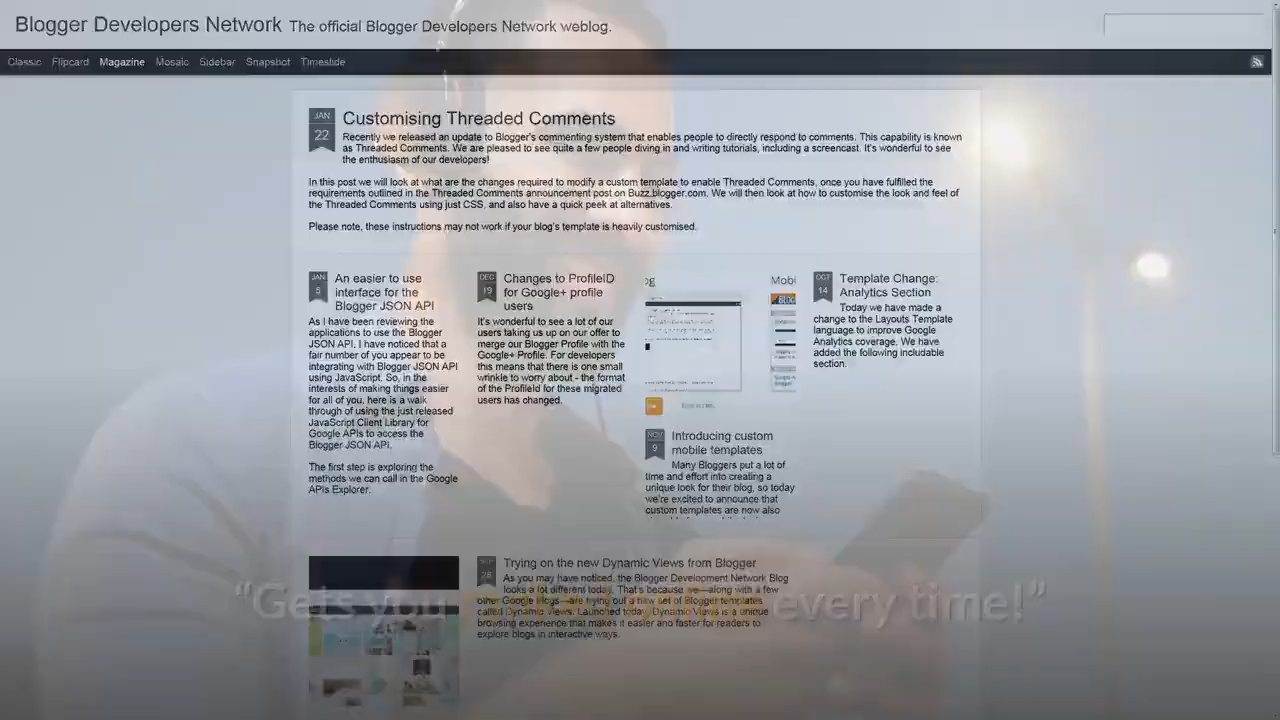 Blogger Developers Network The official Blogger Developers Network weblog.
Classic Flipcard Magazine Mosaic Sidebar Snapshot Timeslide
JAN
22
Customising Threaded Comments
Recently we released an update to Blogger's commenting system that enables people to directly respond to comments. This capability is known
as Threaded Comments. We are pleased to see quite a few people diving in and writing tutorials, including a screencast. It's wonderful to see
the enthusiasm of our developers!
In this post we will look at what are the changes required to modify a custom template to enable Threaded Comments, once you have fulfilled the
requirements outlined in the Threaded Comments announcement post on Buzz.blogger.com. We will then look at how to customise the look and feel
of the Threaded Comments using just CSS, and also have a quick peek at alternatives.
Please note, these instructions may not work if your blog's template is heavily customised.
JAN
5
An easier to use
interface for the
Blogger JSON API
As I have been reviewing the
applications to use the Blogger
JSON API, I have noticed that a
fair number of you appear to be
integrating with Blogger JSON API
using JavaScript. So, in the
interests of making things easier
for all of you, here is a walk
through of using the just released
JavaScript Client Library for
Google APIs to access the
Blogger JSON API.
The first step is exploring the
methods we can call in the Google
APIs Explorer.
DEC
19
Changes to ProfileID
for Google+ profile
users
It's wonderful to see a lot of our
users taking us up on our offer to
merge our Blogger Profile with the
Google+ Profile. For developers
this means that there is one small
wrinkle to worry about - the format
of the ProfileId for these migrated
users has changed.
og Mobi
NOV
9
Introducing custom
mobile templates
Many Bloggers put a lot of
time and effort into creating a
unique look for their blog, so today
we're excited to announce that
custom templates are now also
OCT
14
Template Change:
Analytics Section
Today we have made a
change to the Layouts Template
language to improve Google
Analytics coverage. We have
added the following includable
section.
28
Trying on the new Dynamic Views from Blogger
As you may have noticed, the Blogger Development Network Blog
looks a lot different today. That's because we—along with a few
other Google blogs—are trying out a new set of Blogger templates
called Dynamic Views. Launched today, Dynamic Views is a unique
browsing experience that makes it easier and faster for readers to
explore blogs in interactive ways.
“Gets you every time!”